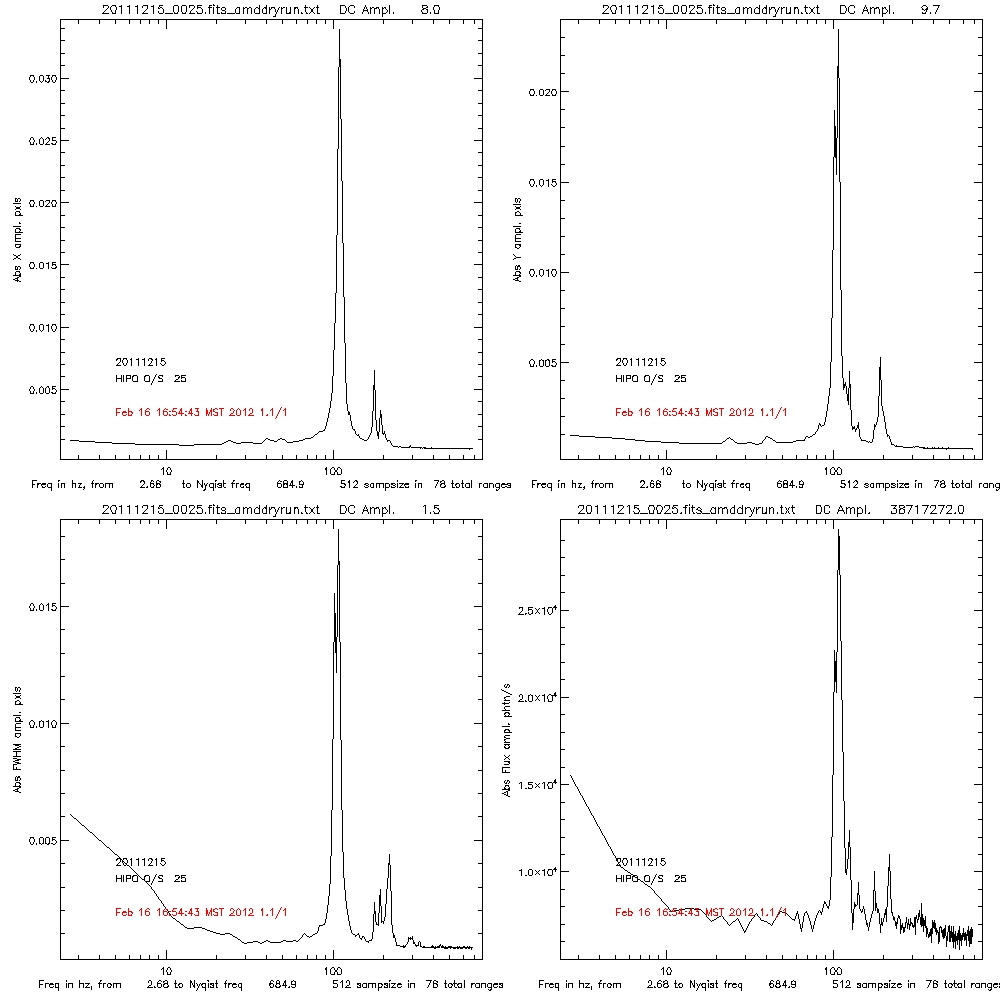 20111215_0025.fits_amddryrun.txt DC Ampl. 8.0
0.030
0.025
0.020
0.015
0.010
0.005
Abs X ampl. pxls
20111215
HIPO O/S 25
Feb 16 16:54:43 MST 2012 1.1/1
10 100
Freq in hz, from 2.68 to Nyqist freq 684.9 512 sampsize in 78 total ranges
20111215_0025.fits_amddryrun.txt DC Ampl. 9.7
0.020
0.015
0.010
0.005
Abs Y ampl. pxls
20111215
HIPO O/S 25
Feb 16 16:54:43 MST 2012 1.1/1
10 100
Freq in hz, from 2.68 to Nyqist freq 684.9 512 sampsize in 78 total rang
20111215_0025.fits_amddryrun.txt DC Ampl. 1.5
0.015
0.010
0.005
Abs FWHM ampl. pxls
20111215
HIPO O/S 25
Feb 16 16:54:43 MST 2012 1.1/1
10 100
Freq in hz, from 2.68 to Nyqist freq 684.9 512 sampsize in 78 total ranges
20111215_0025.fits_amddryrun.txt DC Ampl. 38717272.0
2.5×10⁴
2.0×10⁴
1.5×10⁴
1.0×10⁴
Abs Flux ampl. phtn/s
20111215
HIPO O/S 25
Feb 16 16:54:43 MST 2012 1.1/1
10 100
Freq in hz, from 2.68 to Nyqist freq 684.9 512 sampsize in 78 total rang